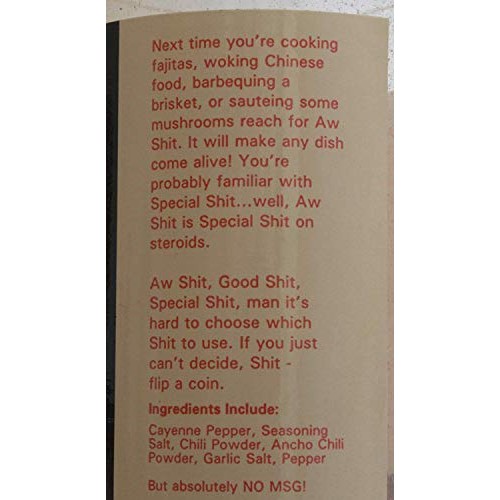 Next time you're cooking
fajitas, woking Chinese
food, barbequing a
brisket, or sauteing some
mushrooms reach for Aw
Shit. It will make any dish
come alive! You're
probably familiar with
Special Shit...well, Aw
Shit is Special Shit on
steroids.
Aw Shit, Good Shit,
Special Shit, man it's
hard to choose which
Shit to use. If you just
can't decide, Shit -
flip a coin.
Ingredients Include:
Cayenne Pepper, Seasoning
Salt, Chili Powder, Ancho Chili
Powder, Garlic Salt, Pepper
But absolutely NO MSG!